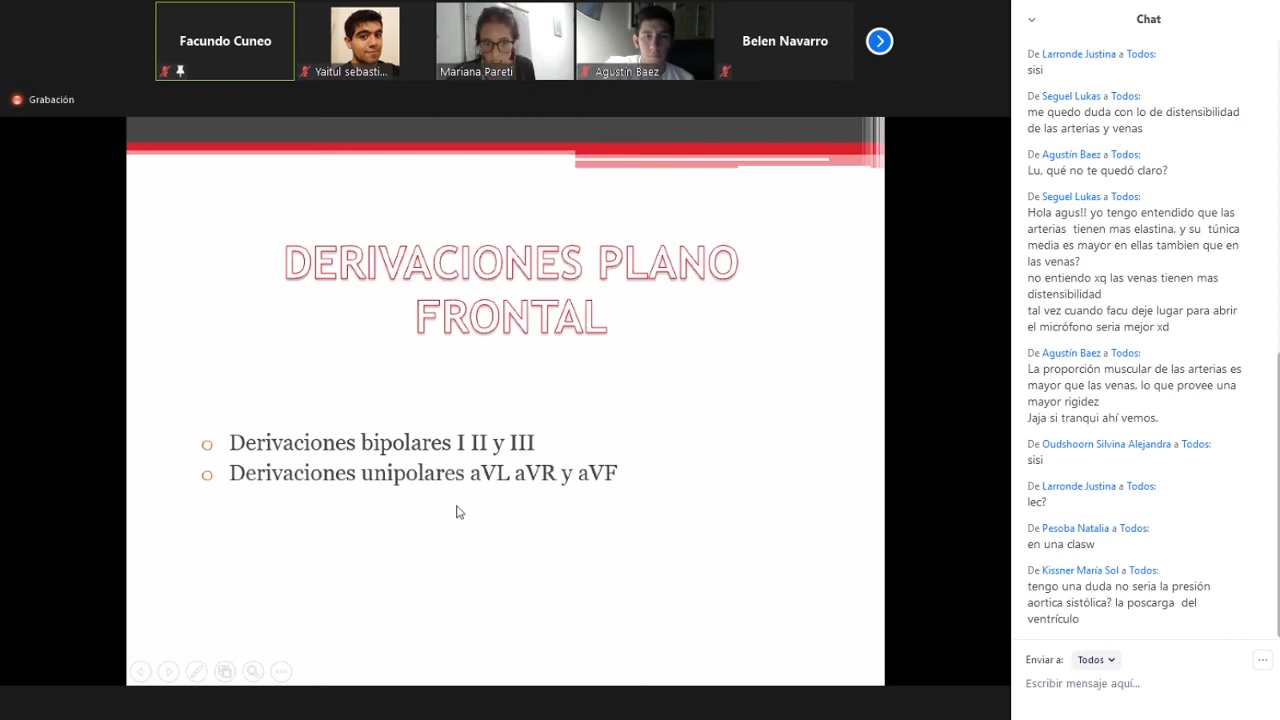 Facundo Cuneo
Yaitul sebasti...
Mariana Pareti
Agustín Baez
Belen Navarro
Grabación
DERIVACIONES PLANO
FRONTAL
o Derivaciones bipolares I II y III
o Derivaciones unipolares aVL aVR y aVF
Chat
De Larronde Justina a Todos:
sisi
De Seguel Lukas a Todos:
me quedo duda con lo de distensibilidad
de las arterias y venas
De Agustín Baez a Todos:
Lu, qué no te quedó claro?
De Seguel Lukas a Todos:
Hola agus!! yo tengo entendido que las
arterias tienen mas elastina, y su túnica
media es mayor en ellas tambien que en
las venas?
no entiendo xq las venas tienen mas
distensibilidad
tal vez cuando facu deje lugar para abrir
el micrófono seria mejor xd
De Agustín Baez a Todos:
La proporción muscular de las arterias es
mayor que las venas, lo que provee una
mayor rigidez
Jaja si tranqui ahí vemos.
De Oudshoorn Silvina Alejandra a Todos:
sisi
De Larronde Justina a Todos:
lec?
De Pesoba Natalia a Todos:
en una clasw
De Kissner María Sol a Todos:
tengo una duda no seria la presión
aortica sistólica? la poscarga del
ventrículo
Enviar a: Todos
Escribir mensaje aquí...